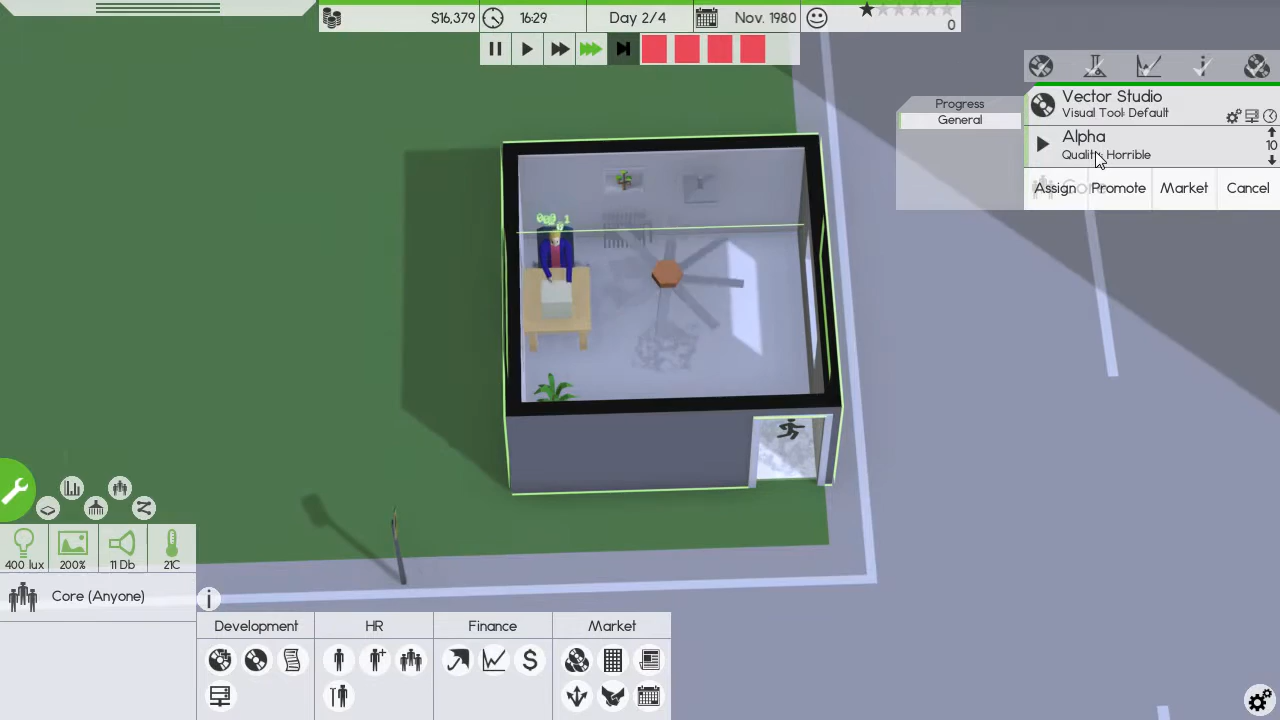 $16,379
16:29
Day 2/4
Nov. 1980
0
Progress
General
Vector Studio
Visual Tool: Default
Alpha
Quality: Horrible
10
Assign
Promote
Market
Cancel
400 lux
200%
11 Db
21C
Core (Anyone)
Development
HR
Finance
Market